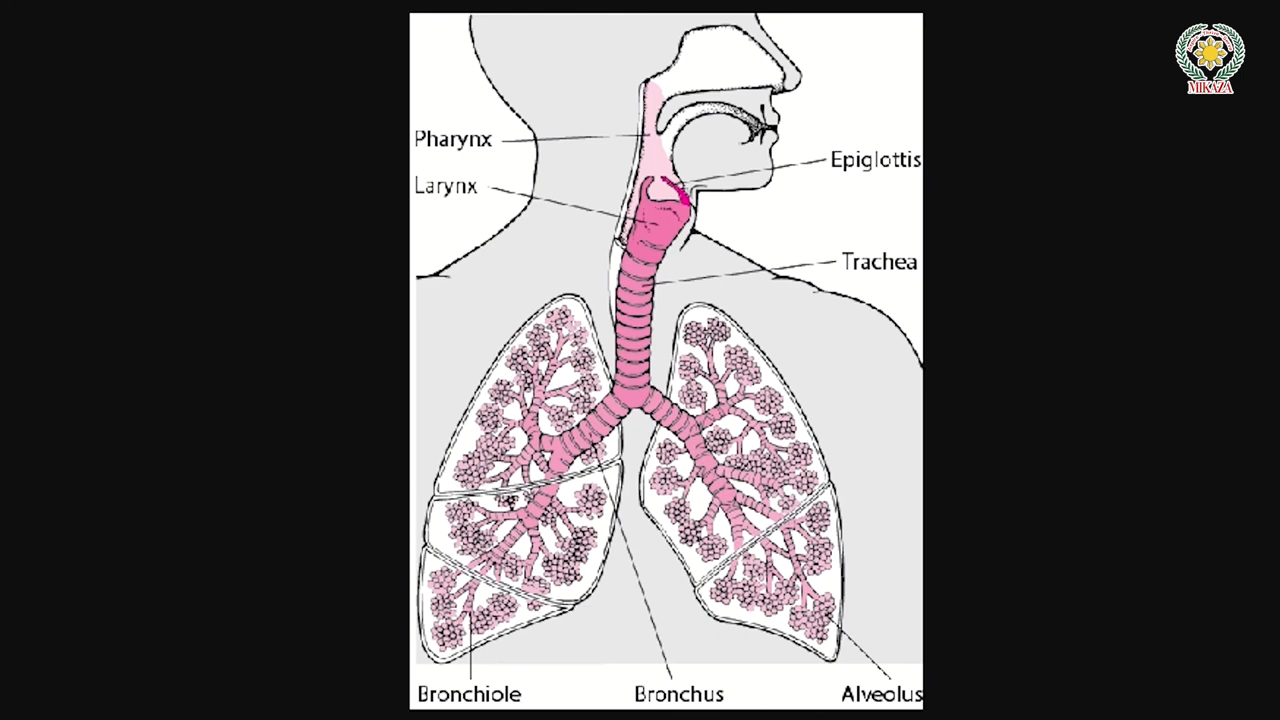 MIKAZA
Pharynx
Epiglottis
Larynx
Trachea
Bronchiole
Bronchus
Alveolus